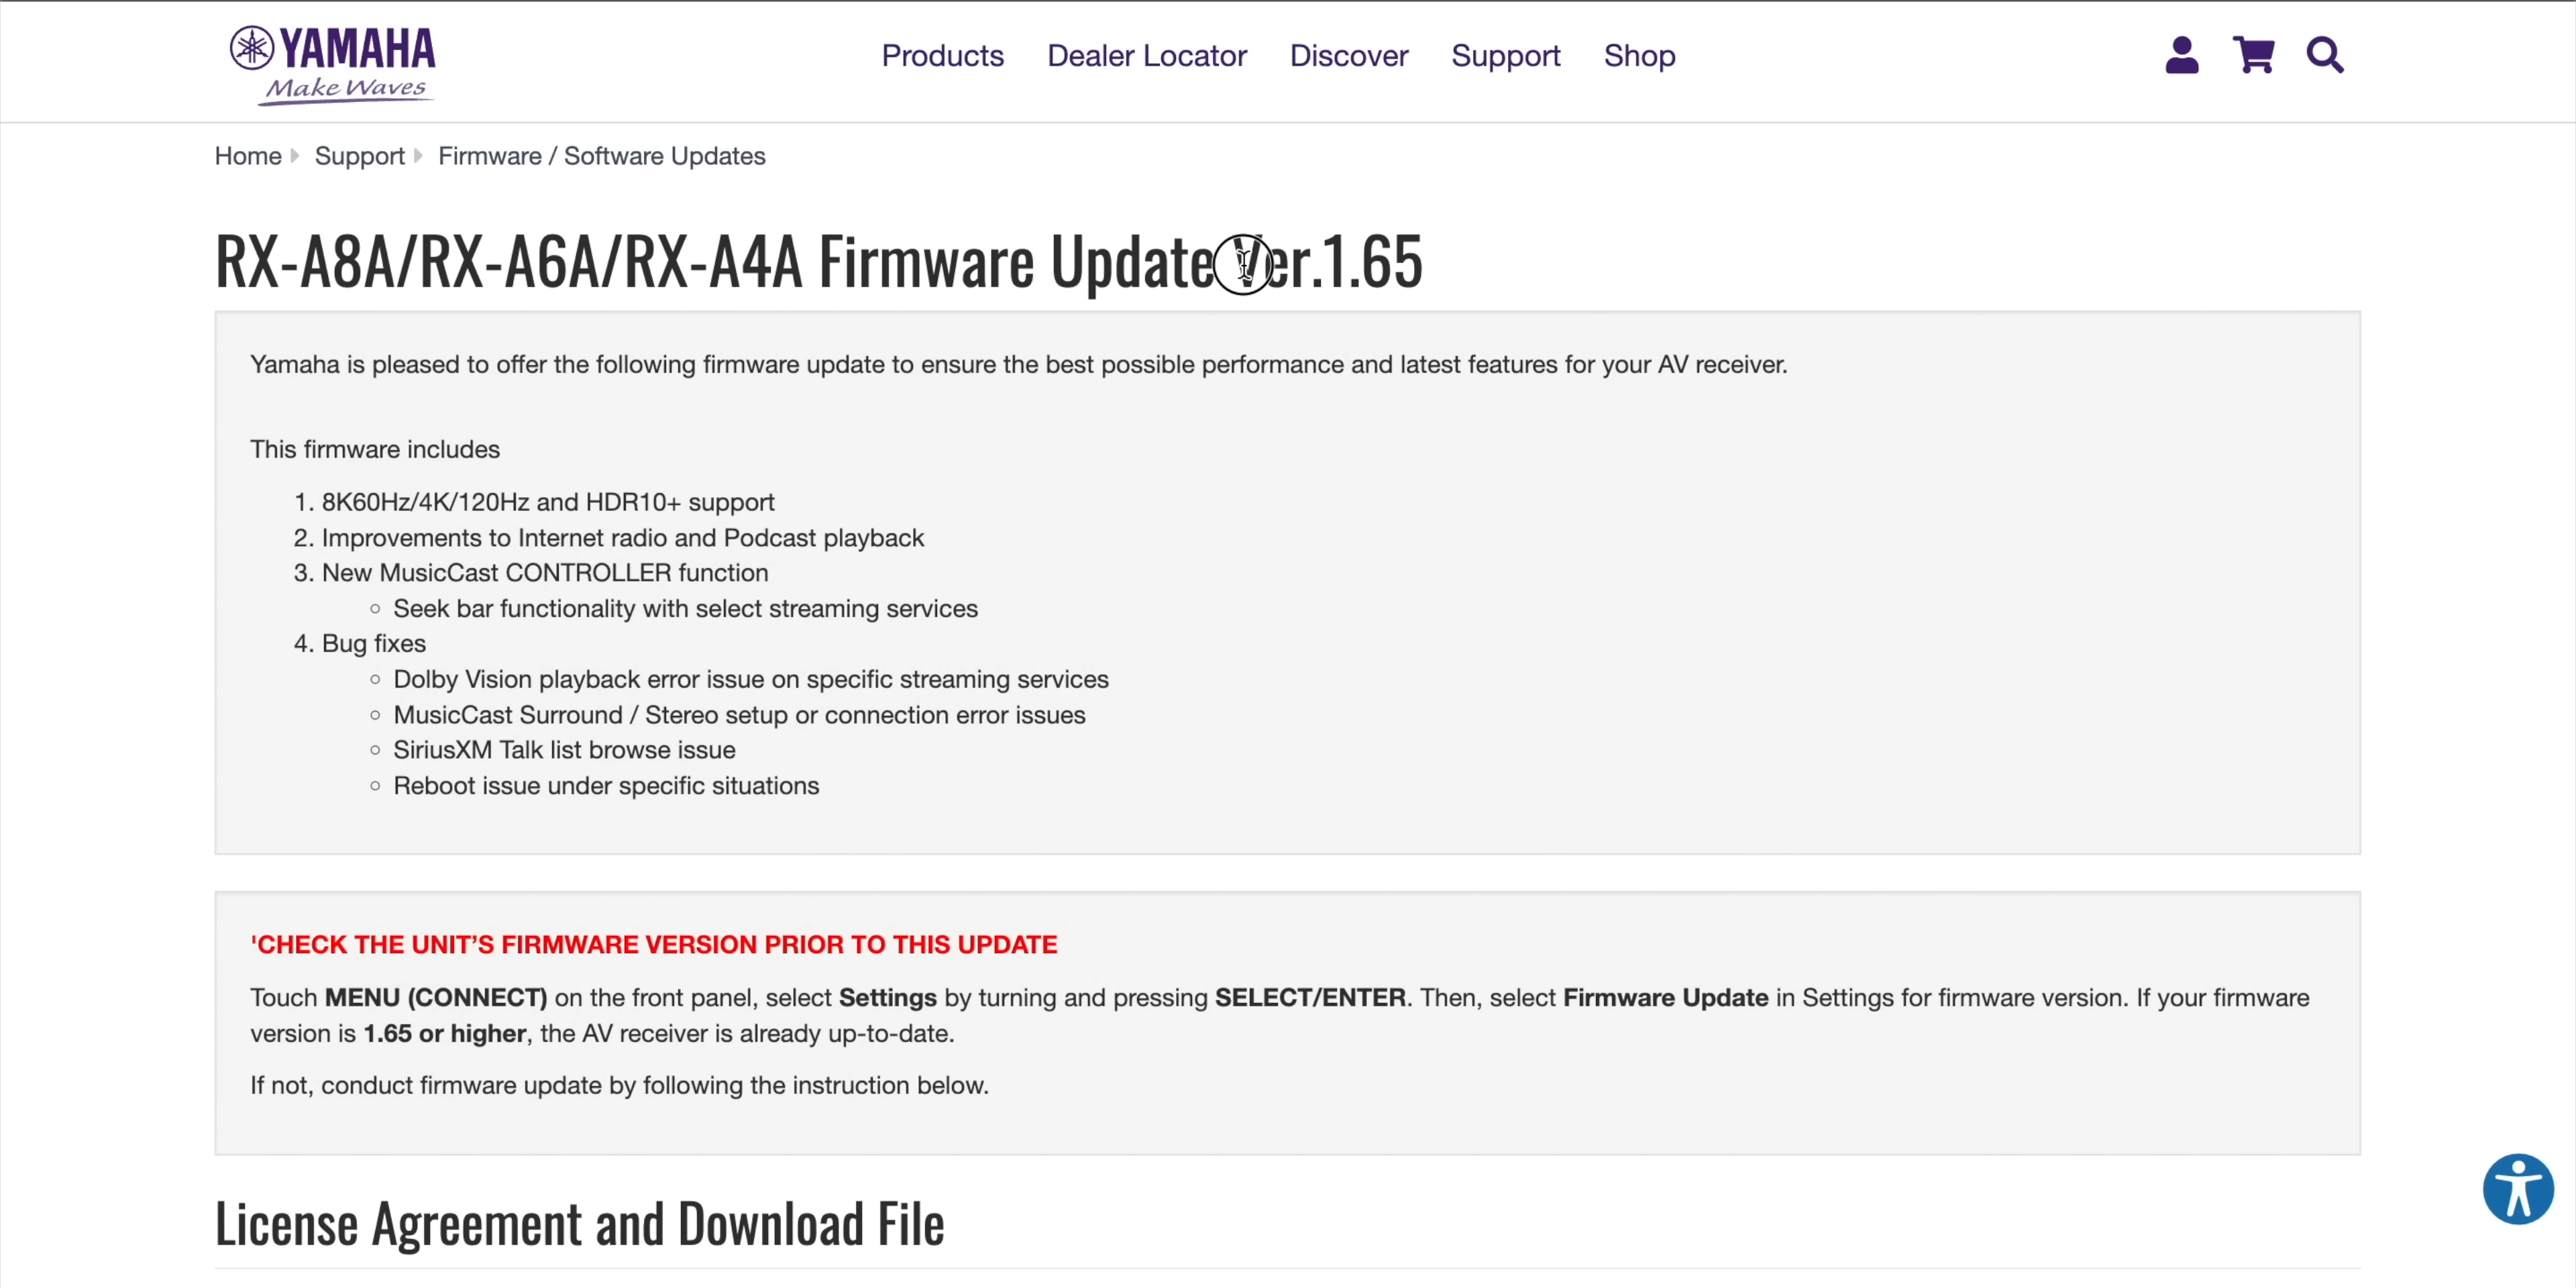 YAMAHA
Make Waves
Products Dealer Locator Discover Support Shop
Home Support Firmware / Software Updates
RX-A8A/RX-A6A/RX-A4A Firmware Update Ver.1.65
Yamaha is pleased to offer the following firmware update to ensure the best possible performance and latest features for your AV receiver.
This firmware includes
1. 8K60Hz/4K/120Hz and HDR10+ support
2. Improvements to Internet radio and Podcast playback
3. New MusicCast CONTROLLER function
Seek bar functionality with select streaming services
4. Bug fixes
Dolby Vision playback error issue on specific streaming services
MusicCast Surround / Stereo setup or connection error issues
SiriusXM Talk list browse issue
Reboot issue under specific situations
'CHECK THE UNIT’S FIRMWARE VERSION PRIOR TO THIS UPDATE
Touch MENU (CONNECT) on the front panel, select Settings by turning and pressing SELECT/ENTER. Then, select Firmware Update in Settings for firmware version. If your firmware
version is 1.65 or higher, the AV receiver is already up-to-date.
If not, conduct firmware update by following the instruction below.
License Agreement and Download File